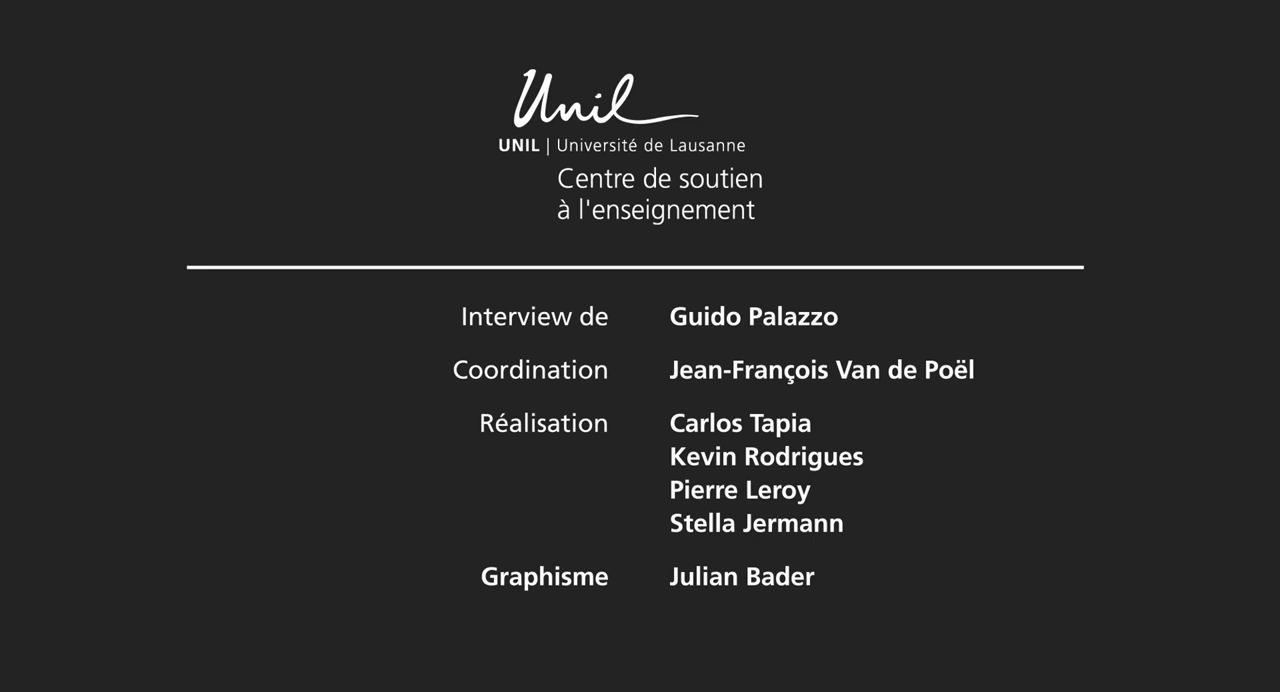 Unil
UNIL | Université de Lausanne
Centre de soutien
à l'enseignement
Interview de Guido Palazzo
Coordination Jean-François Van de Poël
Réalisation Carlos Tapia
Kevin Rodrigues
Pierre Leroy
Stella Jermann
Graphisme Julian Bader